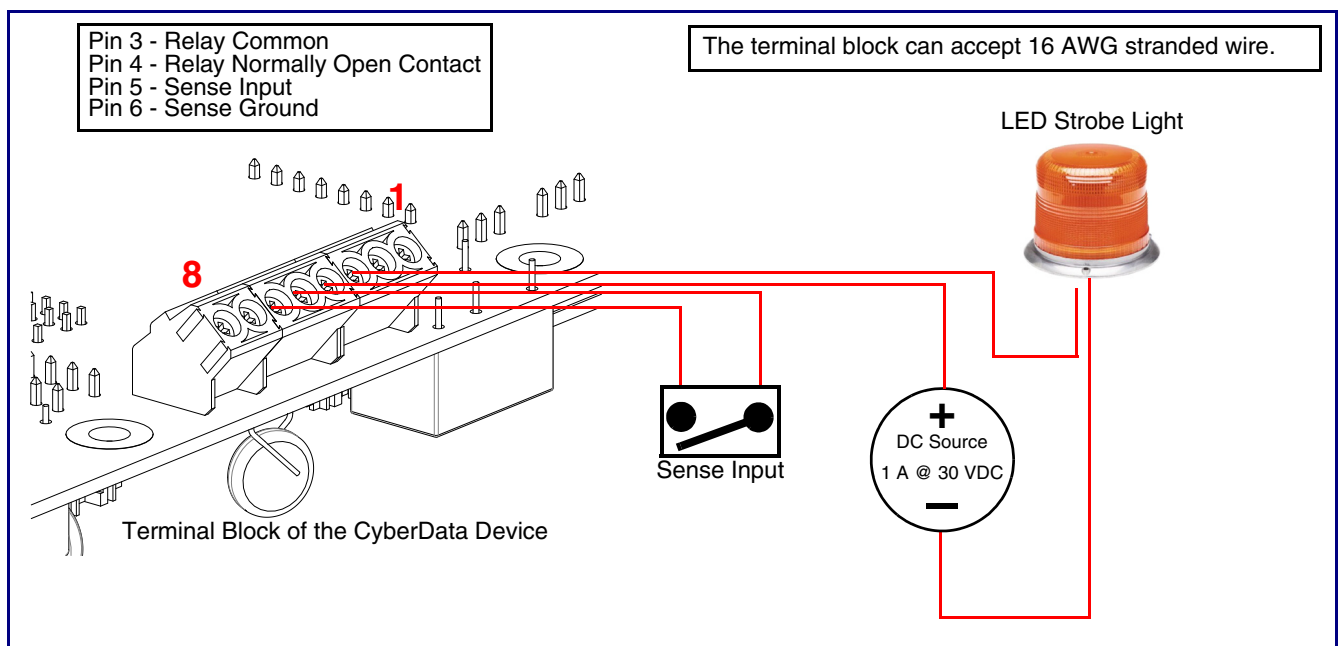 Pin 3 - Relay Common
Pin 4 - Relay Normally Open Contact
Pin 5 - Sense Input
Pin 6 - Sense Ground
The terminal block can accept 16 AWG stranded wire.
LED Strobe Light
1
8
+
DC Source
1 A @ 30 VDC
—
Sense Input
Terminal Block of the CyberData Device